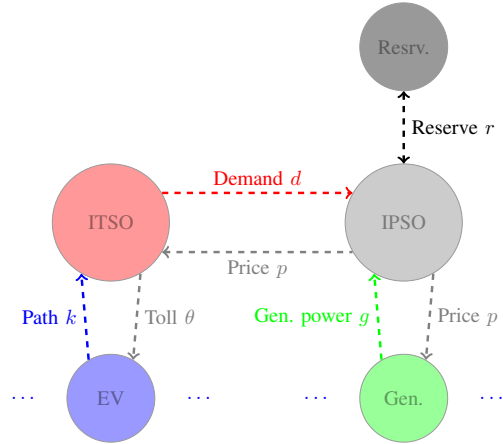 Resrv.
Reserve r
Demand d
ITSO
IPSO
Price p
Path k
Toll θ
Gen. power g
Price p
... EV ... ... Gen. ...